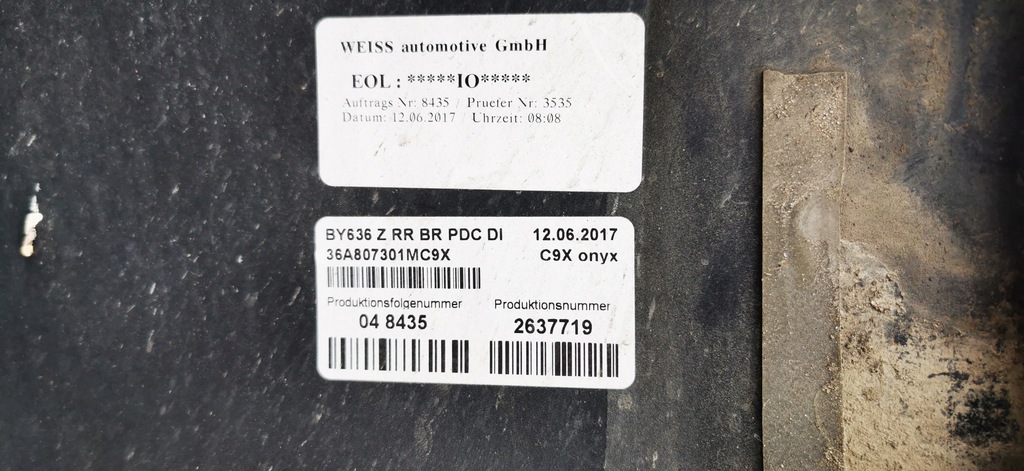 WEISS automotive GmbH
EOL : *****IO*****
Auftrags Nr: 8435 / Pruefer Nr: 3535
Datum: 12.06.2017 / Uhrzeit: 08:08
BY636 Z RR BR PDC DI 12.06.2017
36A807301MC9X C9X onyx
Produktionsfolgenummer Produktionsnummer
04 8435 2637719